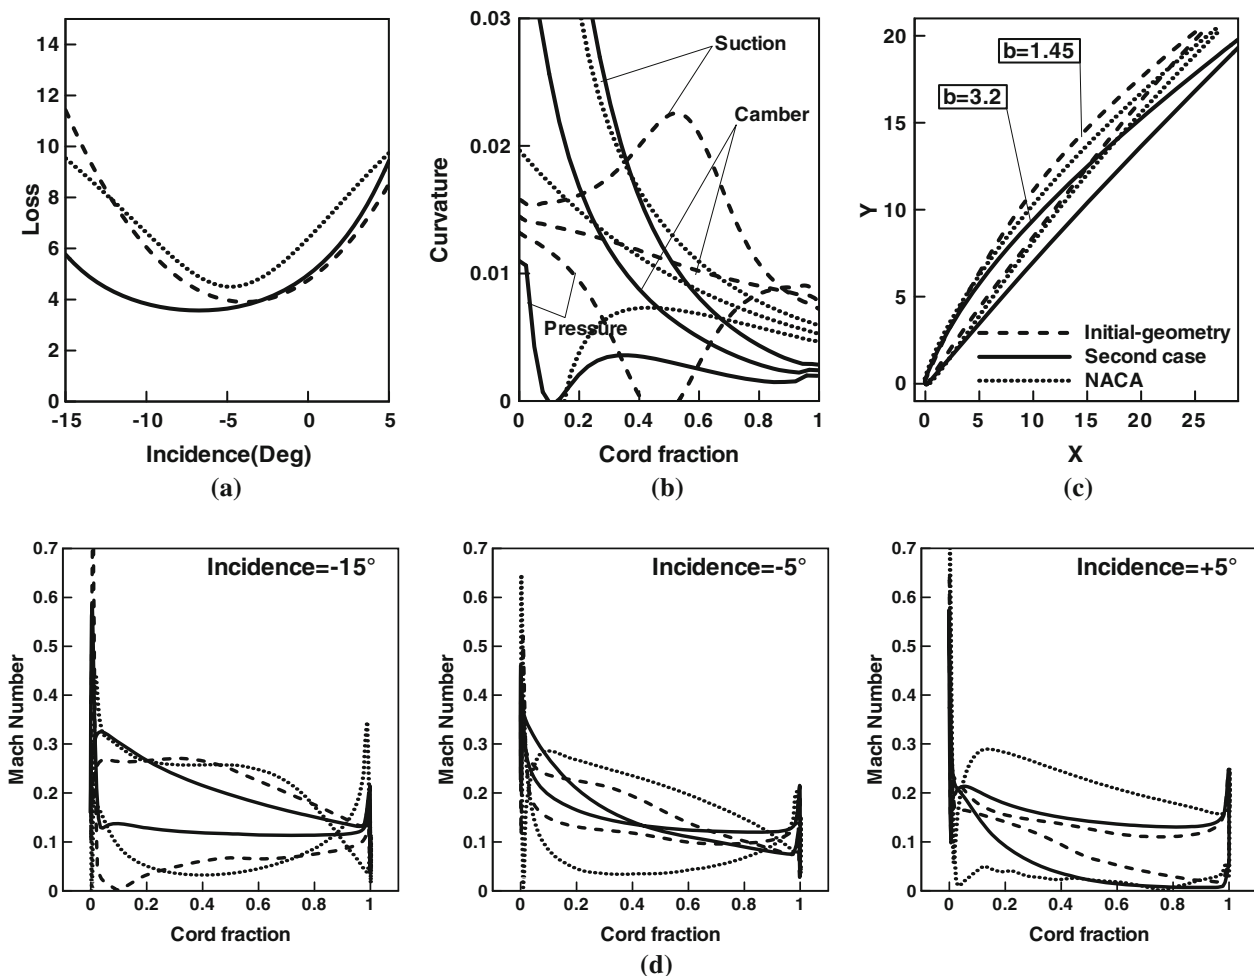 14
12
10
8
6
4
2
0
-15
-10
-5
0
5
Loss
Incidence(Deg)
(a)
0.03
0.02
0.01
0
0
0.2
0.4
0.6
0.8
1
Curvature
Suction
Camber
Pressure
Cord fraction
(b)
20
15
10
5
0
0
5
10
15
20
25
Y
b=1.45
b=3.2
Initial-geometry
Second case
NACA
X
(c)
0.7
0.6
0.5
0.4
0.3
0.2
0.1
0
0
0.2
0.4
0.6
0.8
1
Mach Number
Incidence=-15°
Cord fraction
0.7
0.6
0.5
0.4
0.3
0.2
0.1
0
0
0.2
0.4
0.6
0.8
1
Mach Number
Incidence=-5°
Cord fraction
0.7
0.6
0.5
0.4
0.3
0.2
0.1
0
0
0.2
0.4
0.6
0.8
1
Mach Number
Incidence=+5°
Cord fraction
(d)